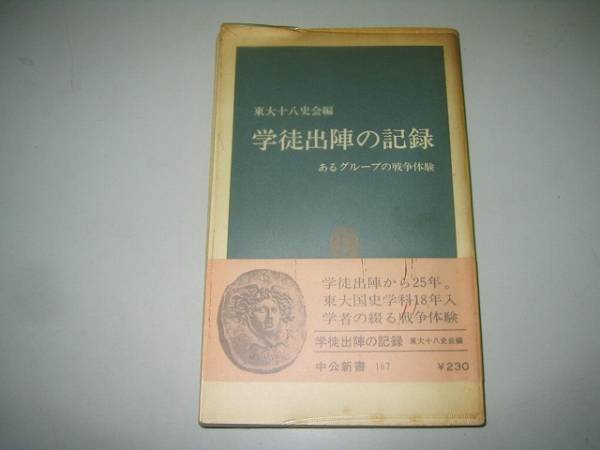 東大十八史会編
学徒出陣の記録
あるグループの戦争体験
学徒出陣から25年。
東大国史学科18年入
学者の綴る戦争体験
学徒出陣の記録 東大十八史会編
中公新書 167 ¥230